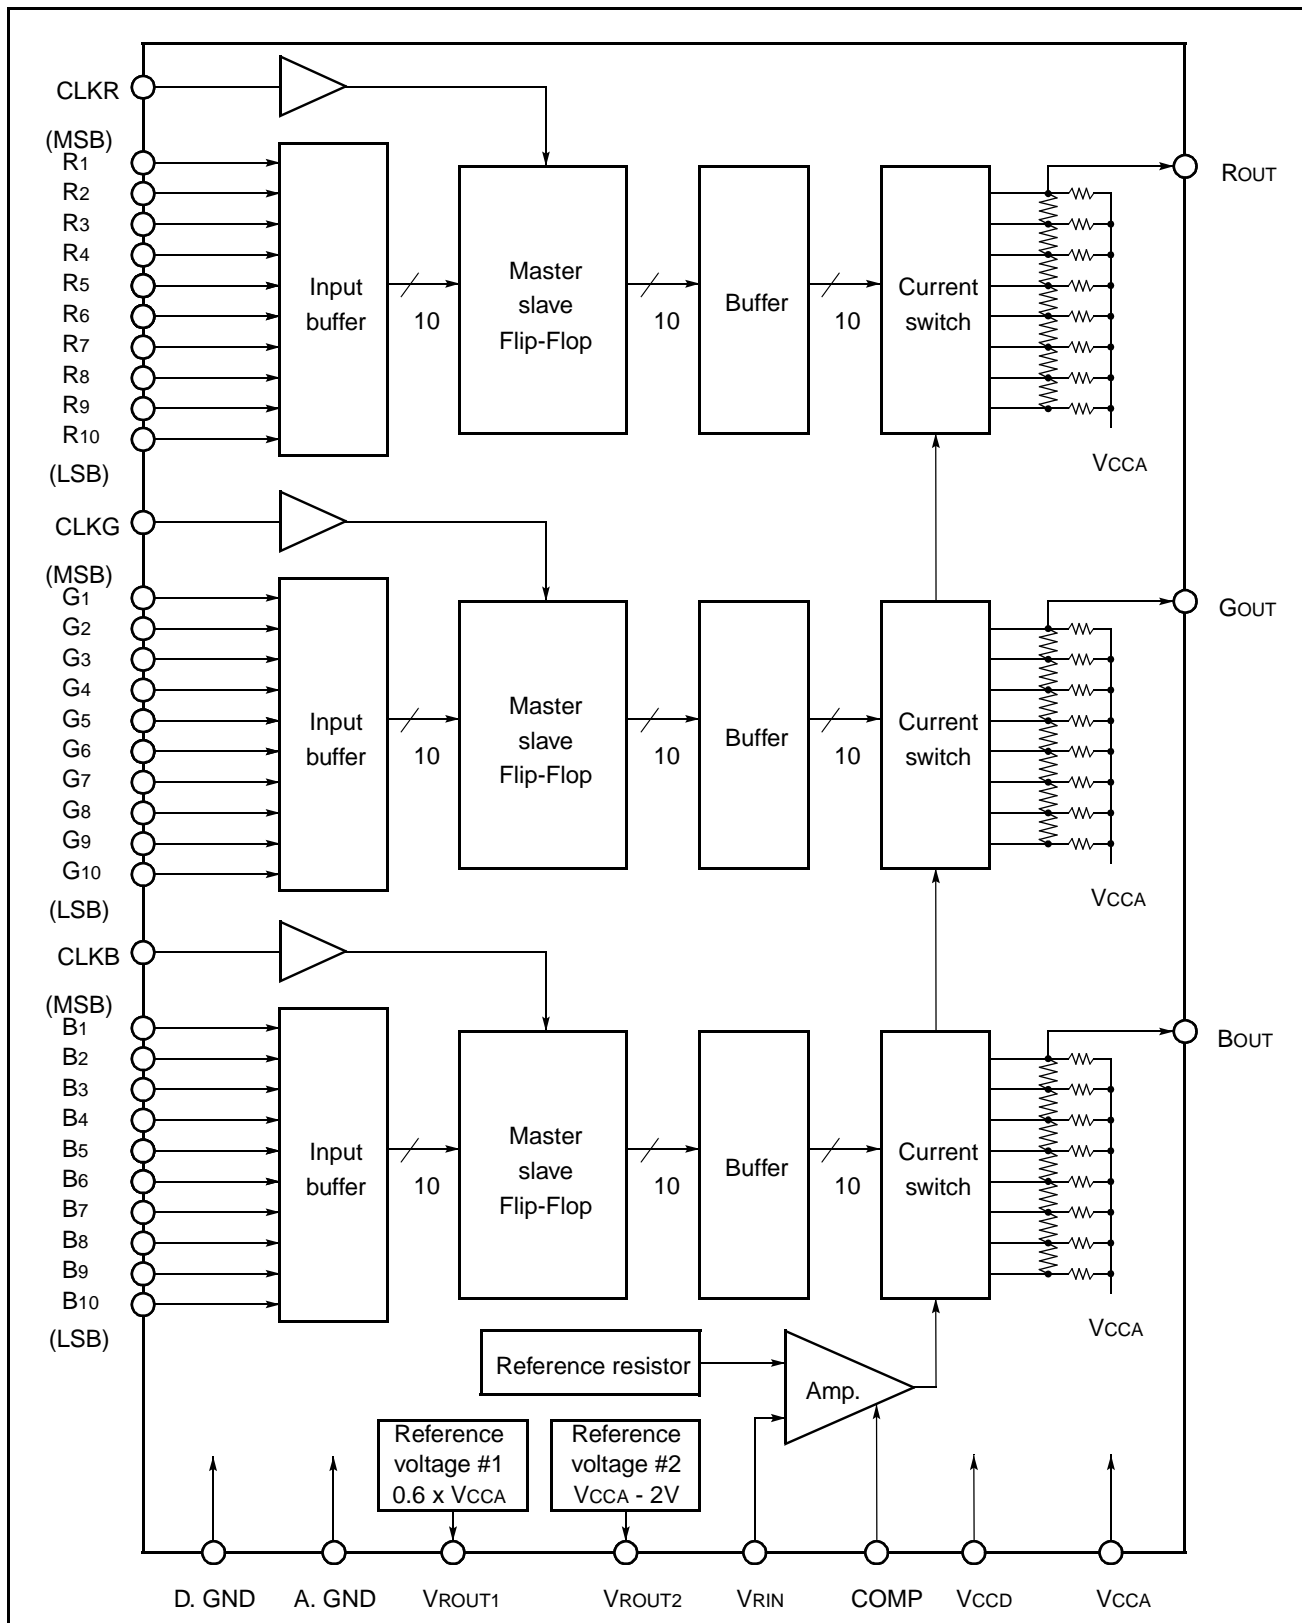 CLKR
(MSB)
R1
R2
R3
R4
R5
R6
R7
R8
R9
R10
(LSB)
Input
buffer
10
Master
slave
Flip-Flop
10
Buffer
10
Current
switch
VCCA
ROUT
CLKG
(MSB)
G1
G2
G3
G4
G5
G6
G7
G8
G9
G10
(LSB)
Input
buffer
10
Master
slave
Flip-Flop
10
Buffer
10
Current
switch
VCCA
GOUT
CLKB
(MSB)
B1
B2
B3
B4
B5
B6
B7
B8
B9
B10
(LSB)
Input
buffer
10
Master
slave
Flip-Flop
10
Buffer
10
Current
switch
VCCA
BOUT
Reference resistor
Amp.
Reference
voltage #1
0.6 x VCCA
Reference
voltage #2
VCCA - 2V
D. GND
A. GND
VROUT1
VROUT2
VRIN
COMP
VCCD
VCCA